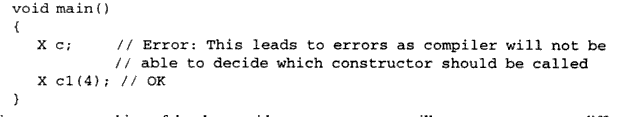 void main()
{
X c; // Error: This leads to errors as compiler will not be
// able to decide which constructor should be called
X c1(4); // OK
}